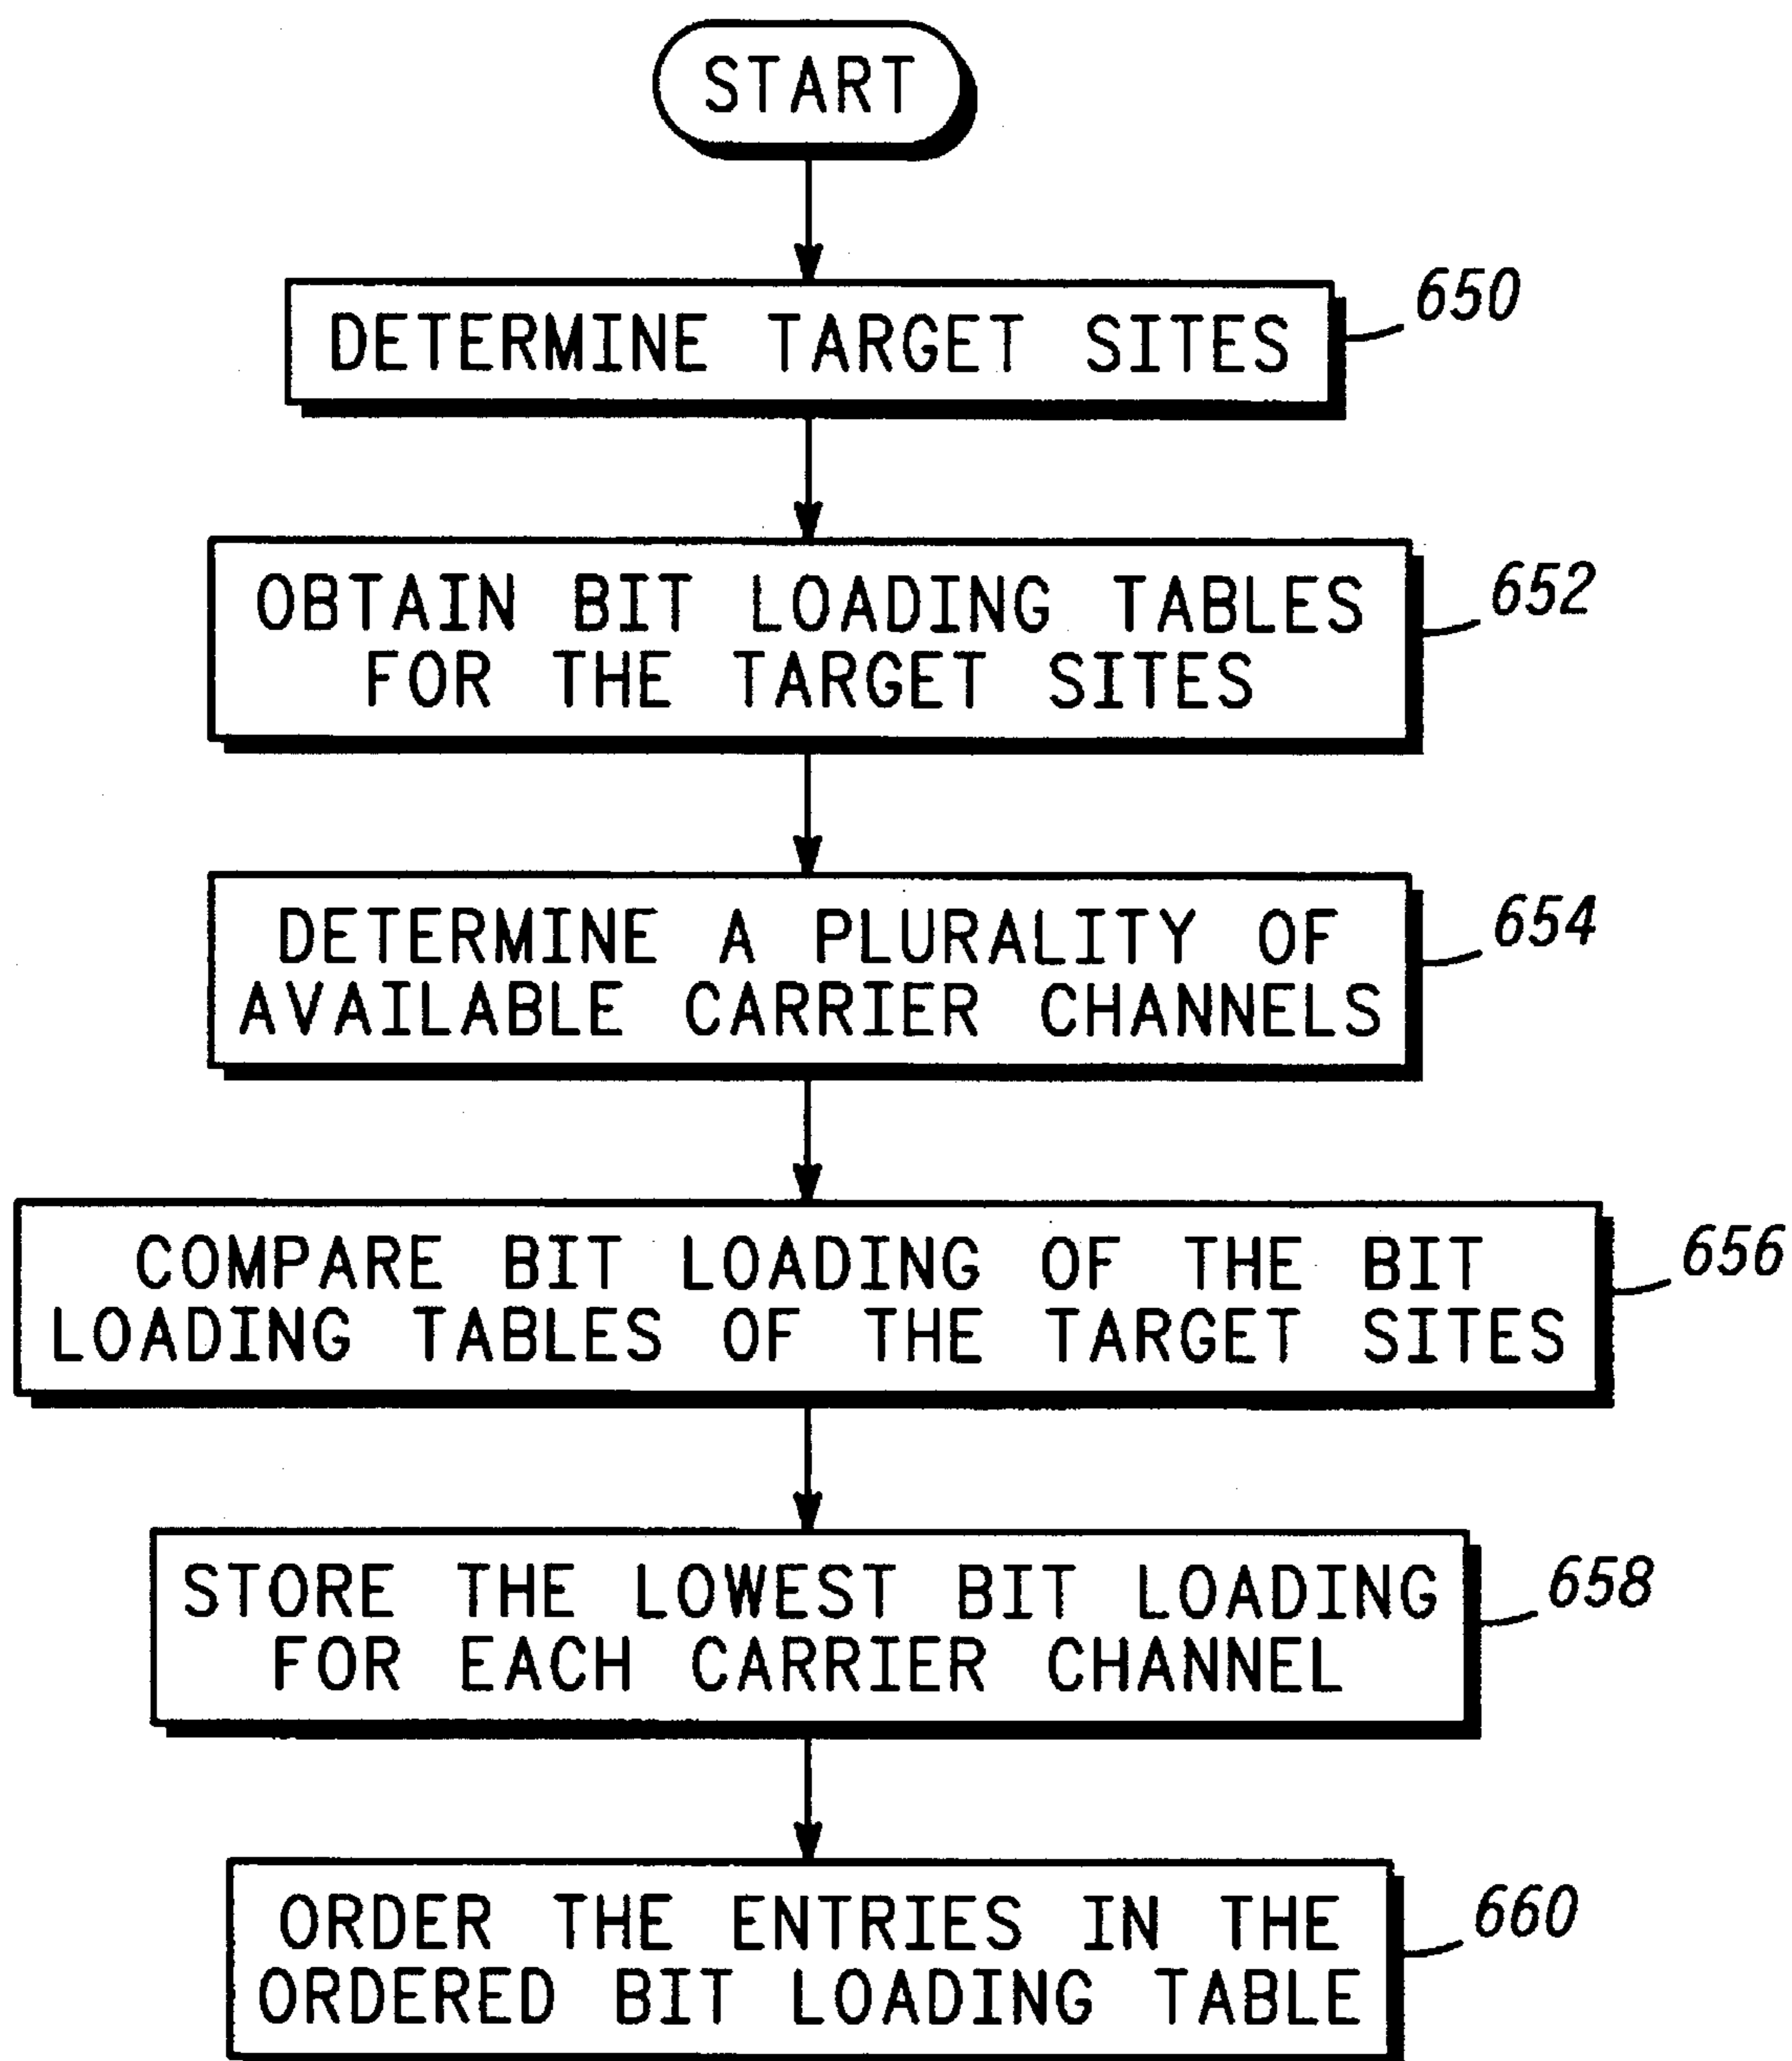 START
DETERMINE TARGET SITES
650
OBTAIN BIT LOADING TABLES
FOR THE TARGET SITES
652
DETERMINE A PLURALITY OF
AVAILABLE CARRIER CHANNELS
654
COMPARE BIT LOADING OF THE BIT
LOADING TABLES OF THE TARGET SITES
656
STORE THE LOWEST BIT LOADING
FOR EACH CARRIER CHANNEL
658
ORDER THE ENTRIES IN THE
ORDERED BIT LOADING TABLE
660